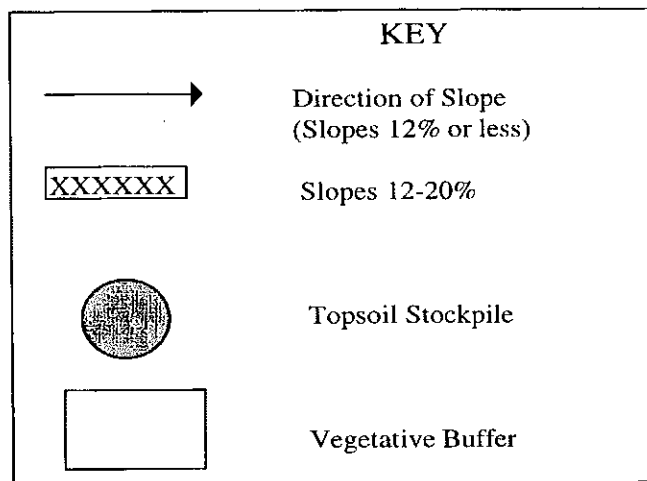 KEY
Direction of Slope
(Slopes 12% or less)
XXXXXX Slopes 12-20%
Topsoil Stockpile
Vegetative Buffer